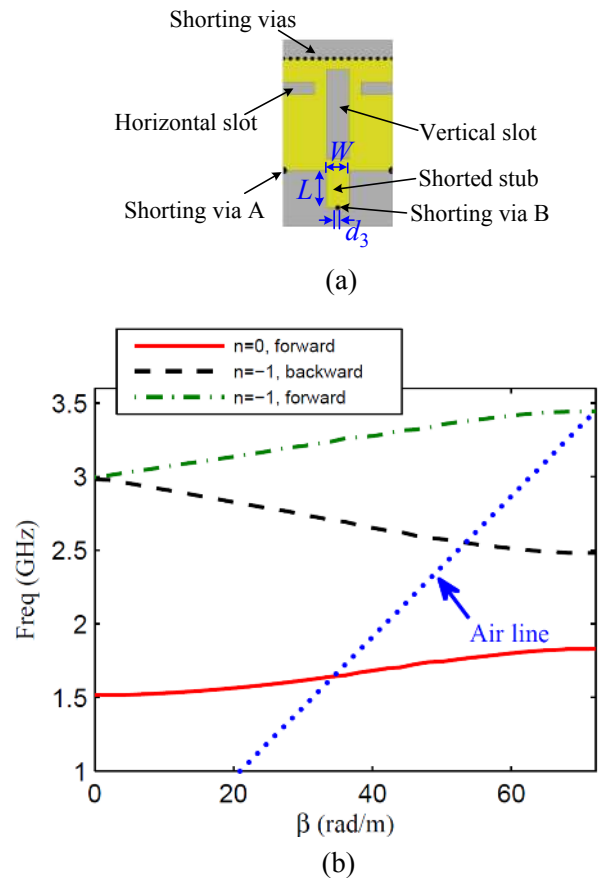 Shorting vias
Horizontal slot
Vertical slot
W
L
Shorted stub
Shorting via A
Shorting via B
d3
(a)
n=0, forward
n=−1, backward
n=−1, forward
3.5
3
2.5
2
1.5
1
Freq (GHz)
Air line
0 20 40 60
β (rad/m)
(b)